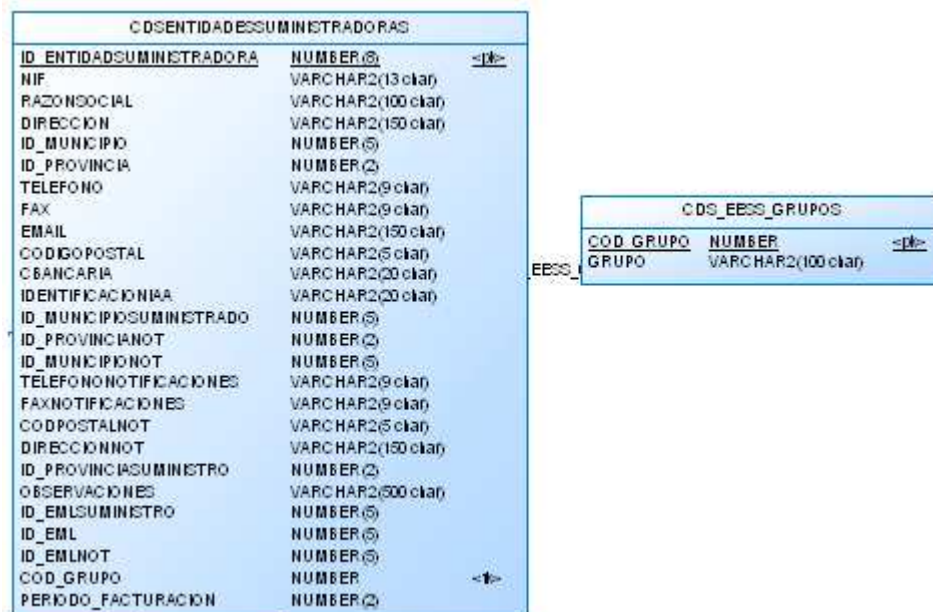 CDSENTIDADESSUMINISTRADORAS
ID_ENTIDADSUMINISTRADORA NUMBER(8) <pk>
NIF VARCHAR2(13 char)
RAZONSOCIAL VARCHAR2(100 char)
DIRECCION VARCHAR2(150 char)
ID_MUNICIPIO NUMBER(5)
ID_PROVINCIA NUMBER(2)
TELEFONO VARCHAR2(9 char)
FAX VARCHAR2(9 char)
EMAIL VARCHAR2(150 char)
CODIGOPOSTAL VARCHAR2(5 char)
CBANCARIA VARCHAR2(20 char)
IDENTIFICACIONIAA VARCHAR2(20 char)
ID_MUNICIPIOSUMINISTRADO NUMBER(5)
ID_PROVINCIANOT NUMBER(2)
ID_MUNICIPIONOT NUMBER(5)
TELEFONONOTIFICACIONES VARCHAR2(9 char)
FAXNOTIFICACIONES VARCHAR2(9 char)
CODPOSTALNOT VARCHAR2(5 char)
DIRECCIONNOT VARCHAR2(150 char)
ID_PROVINCIASUMINISTRO NUMBER(2)
OBSERVACIONES VARCHAR2(500 char)
ID_EMLSUMINISTRO NUMBER(5)
ID_EML NUMBER(5)
ID_EMLNOT NUMBER(5)
COD_GRUPO NUMBER <fk>
PERIODO_FACTURACION NUMBER(2)
_EESS_
CDS_EESS_GRUPOS
COD_GRUPO NUMBER <pk>
GRUPO VARCHAR2(100 char)